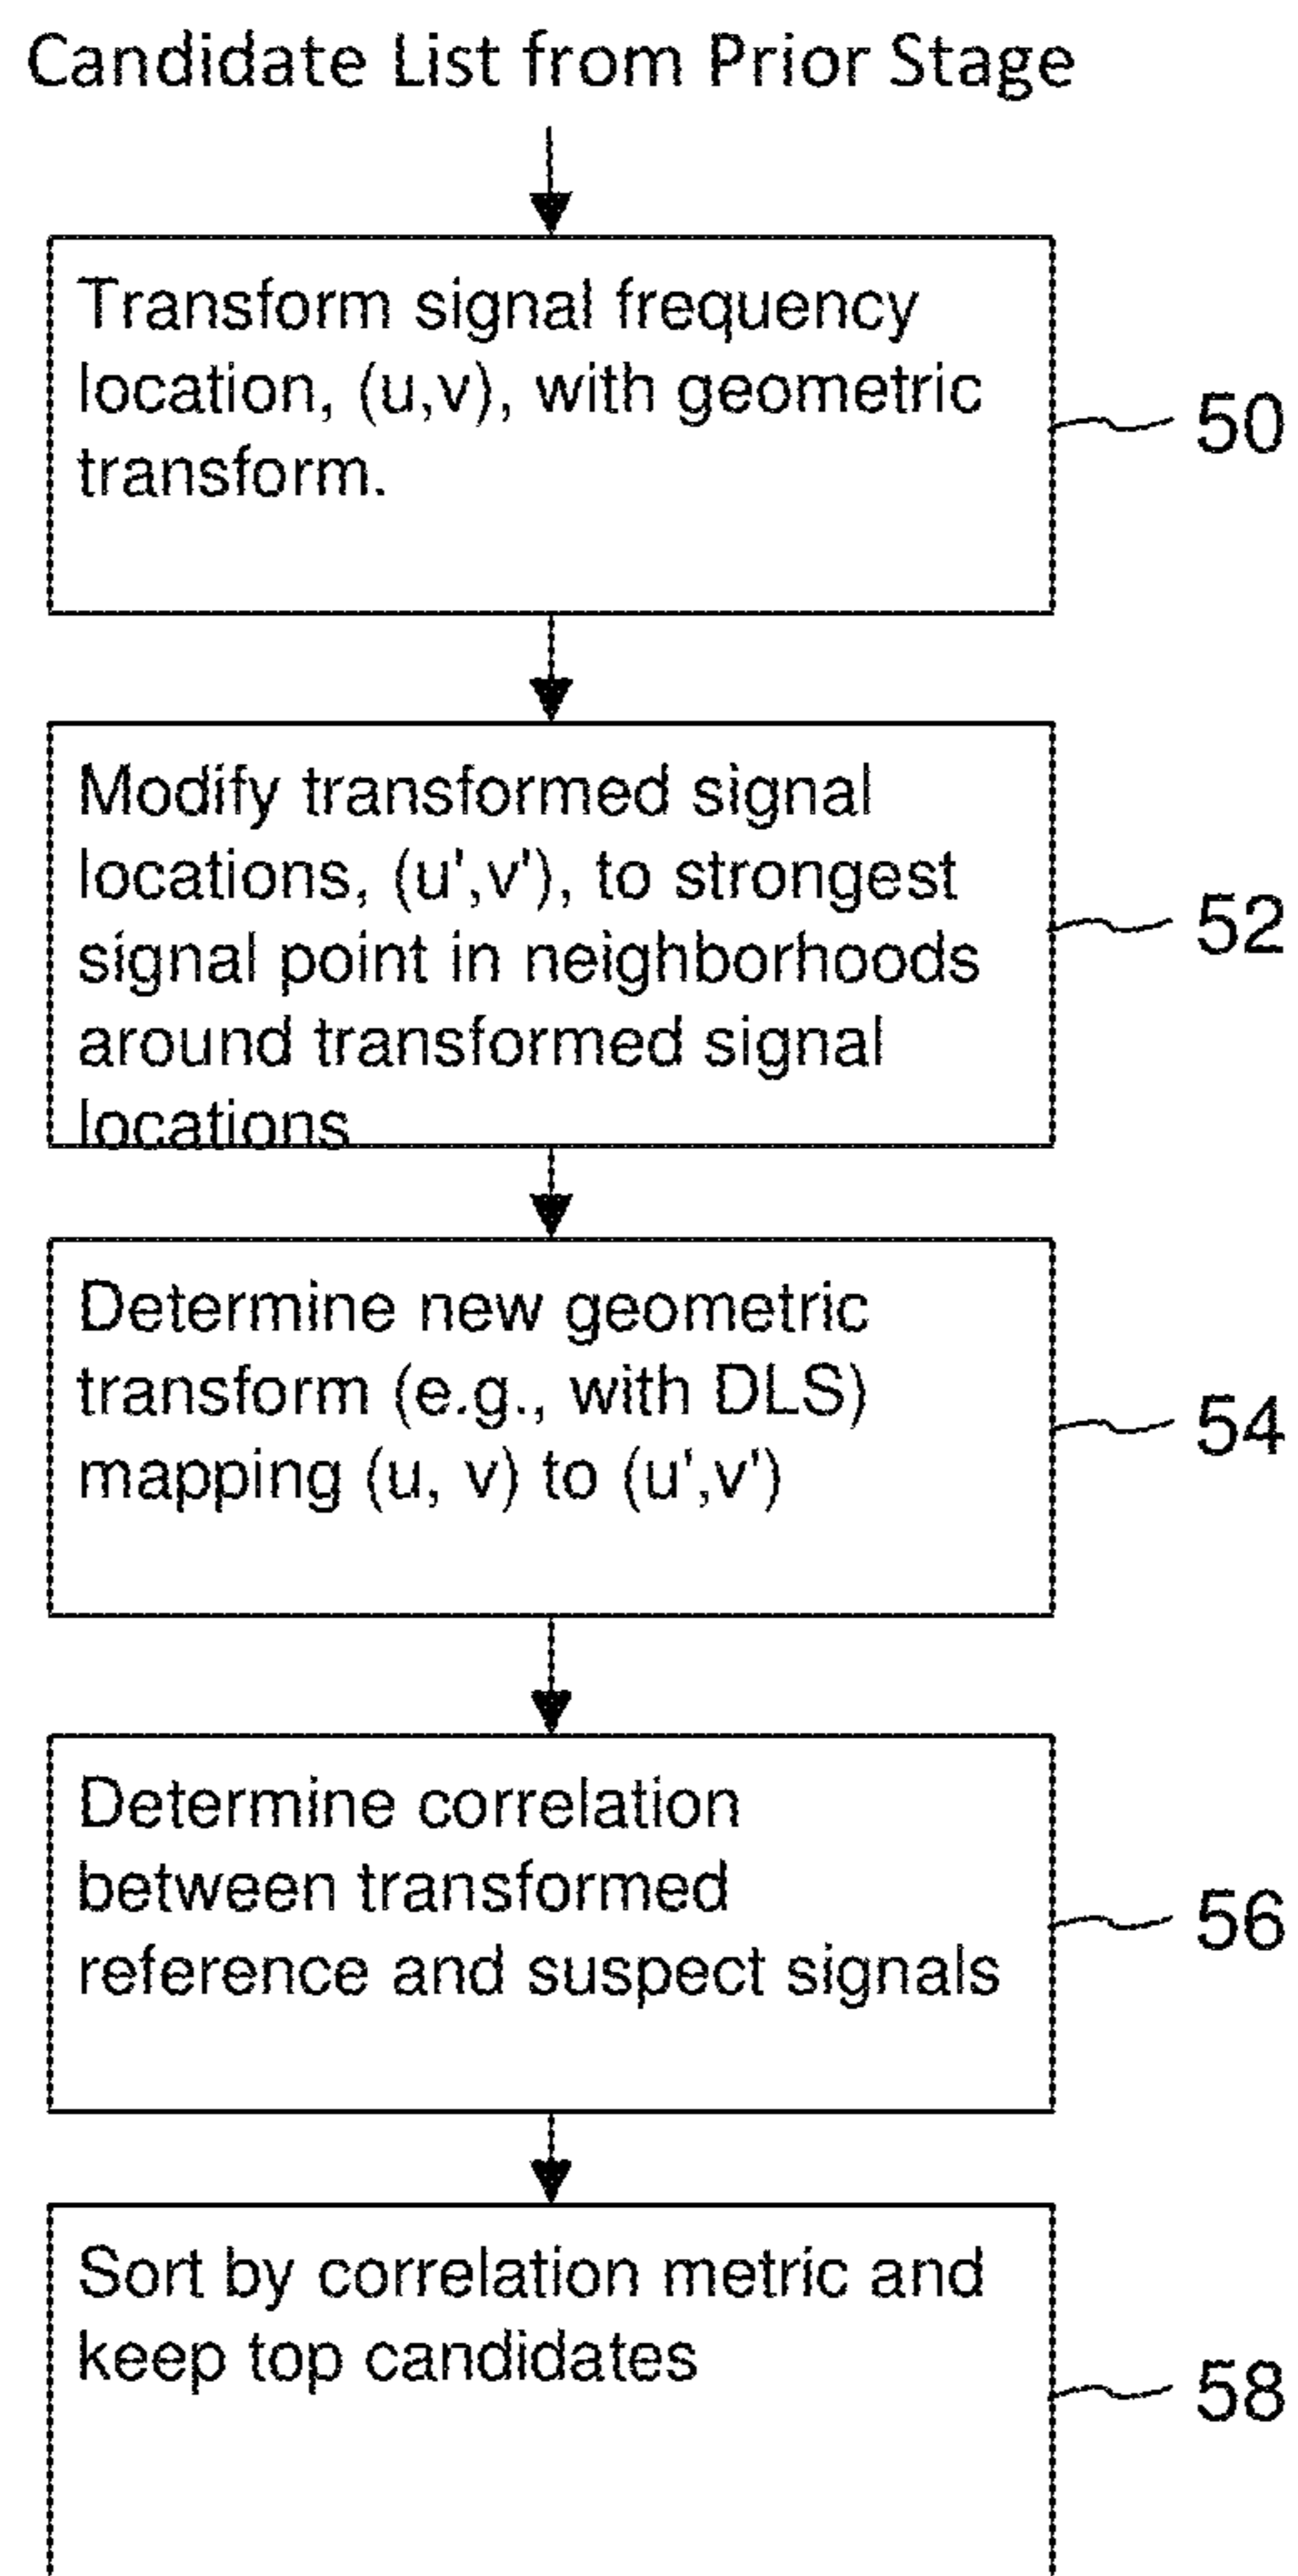 Candidate List from Prior Stage
Transform signal frequency
location, (u,v), with geometric
transform.
50
Modify transformed signal
locations, (u',v'), to strongest
signal point in neighborhoods
around transformed signal
locations
52
Determine new geometric
transform (e.g., with DLS)
mapping (u, v) to (u',v')
54
Determine correlation
between transformed
reference and suspect signals
56
Sort by correlation metric and
keep top candidates
58